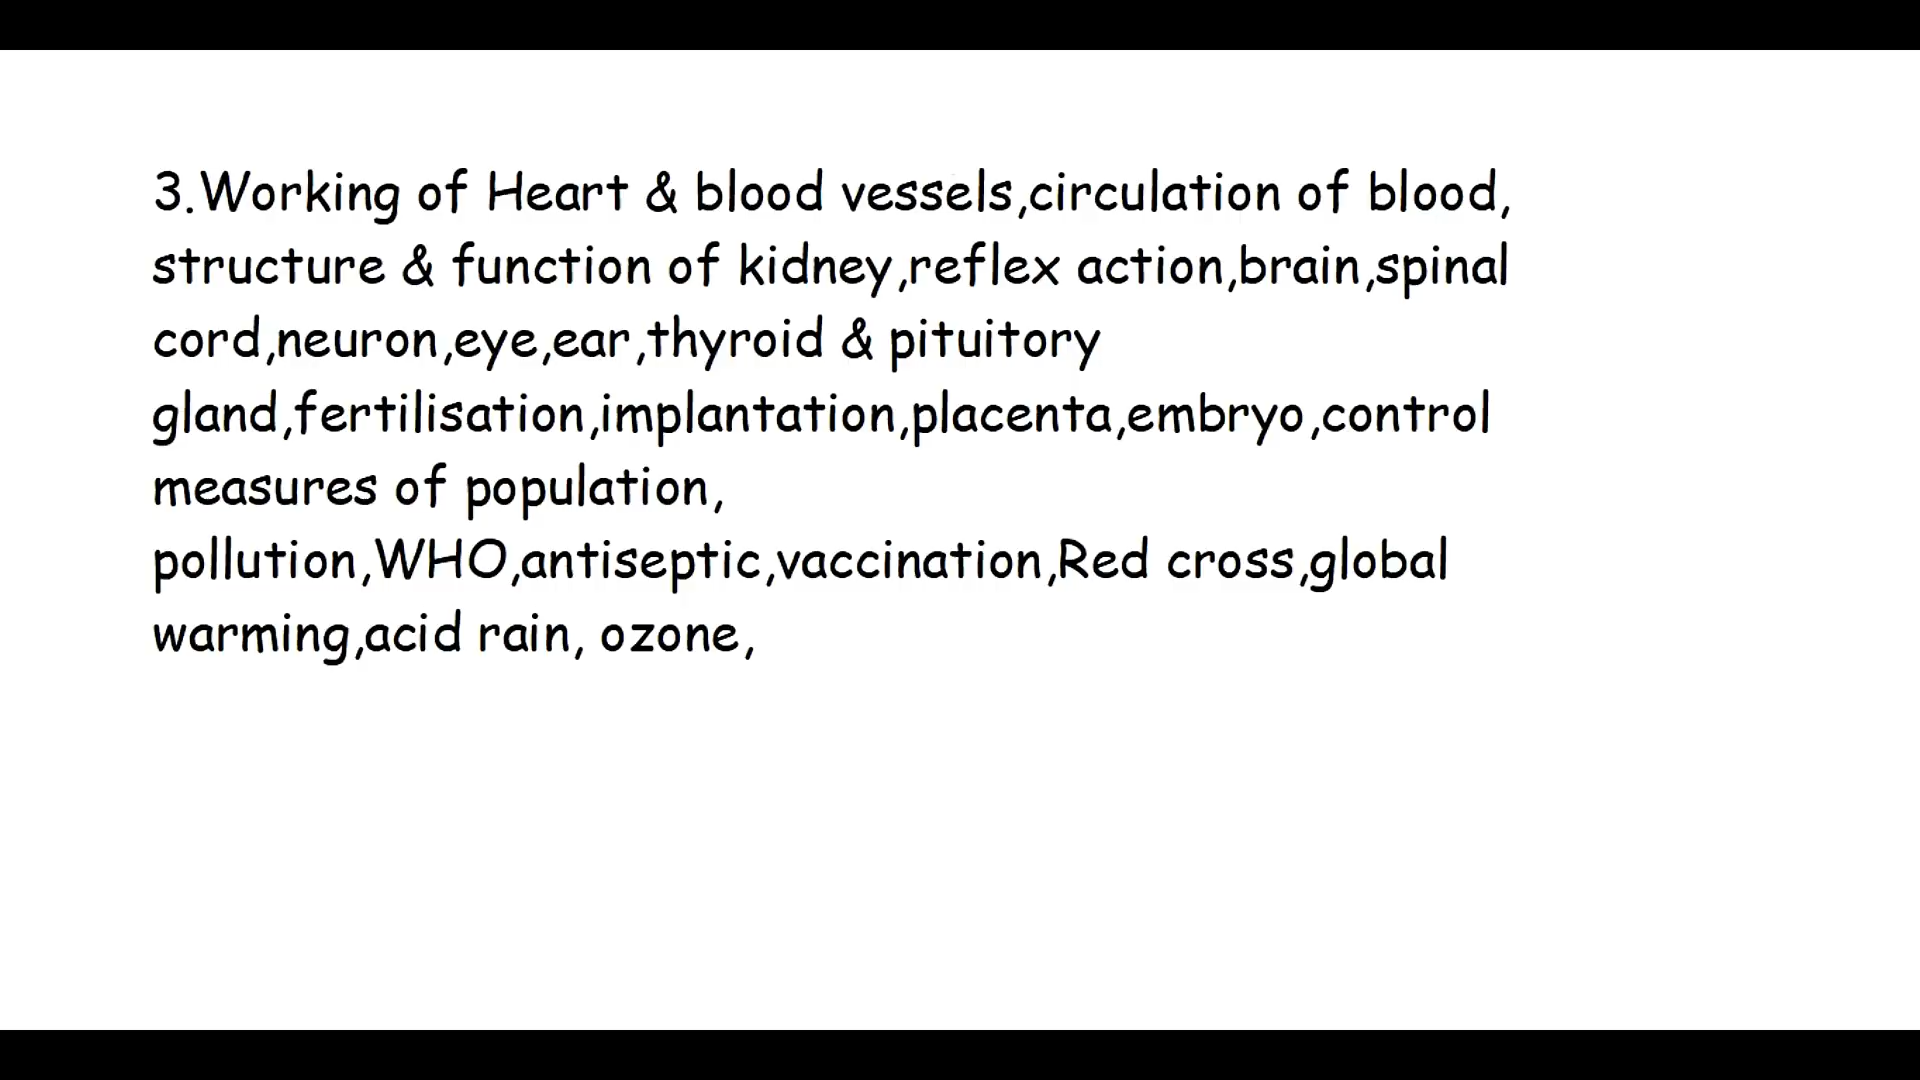 3.Working of Heart & blood vessels,circulation of blood,
structure & function of kidney,reflex action,brain,spinal
cord,neuron,eye,ear,thyroid & pituitory
gland,fertilisation,implantation,placenta,embryo,control
measures of population,
pollution,WHO,antiseptic,vaccination,Red cross,global
warming,acid rain, ozone,